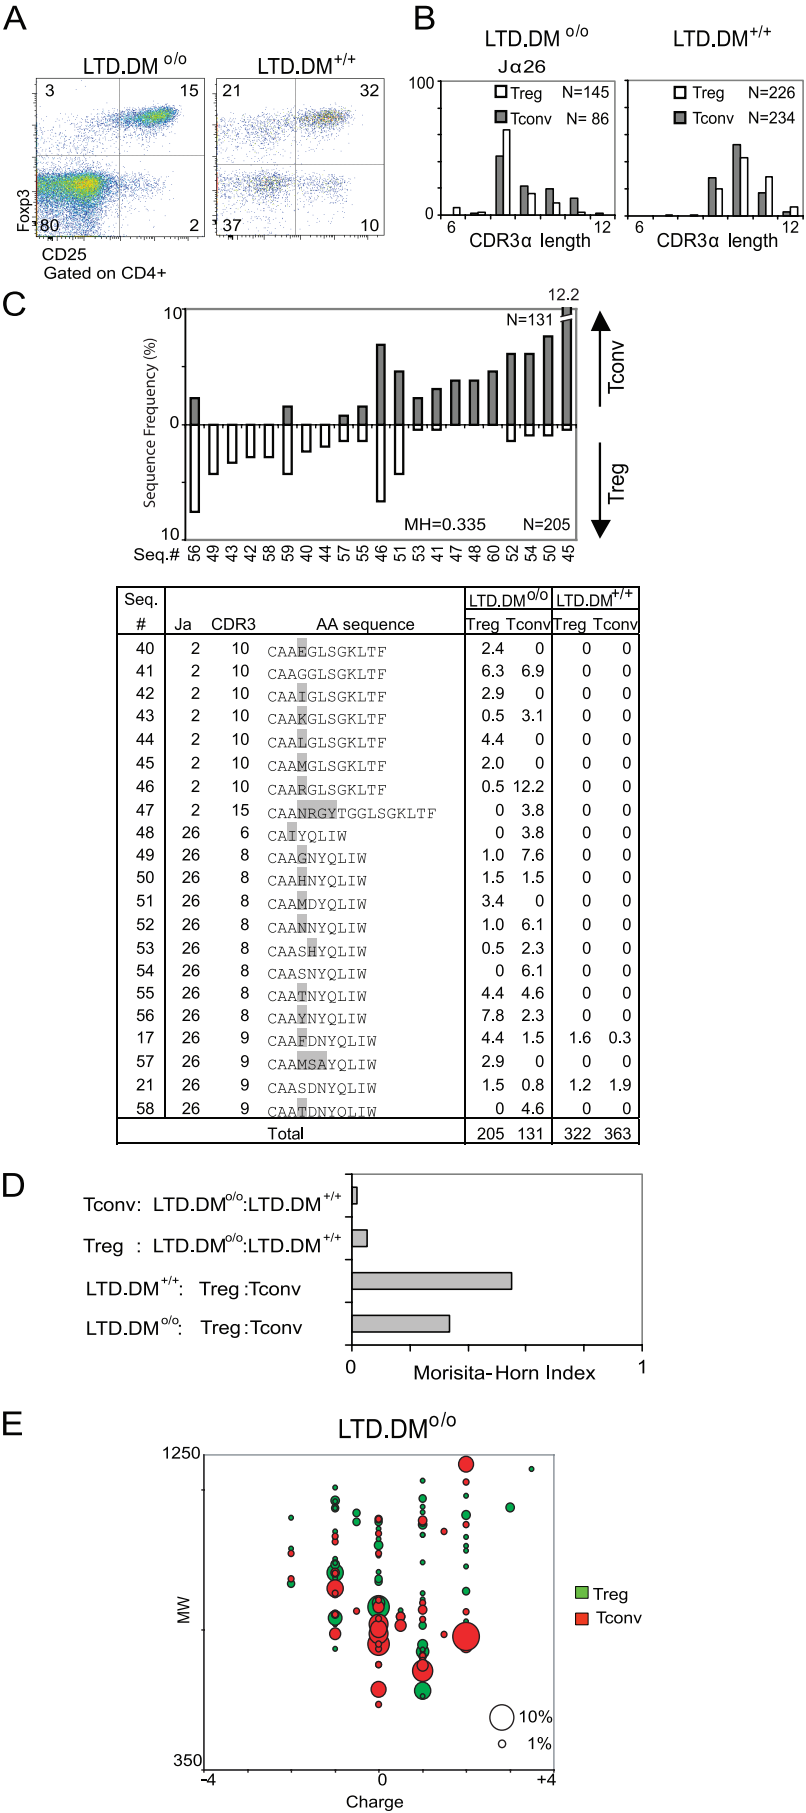 A
LTD.DM o/o
LTD.DM+/+
3
15
21
32
80
2
37
10
Foxp3
CD25
Gated on CD4+
B
LTD.DM o/o
LTD.DM+/+
Jα26
Treg N=145
Tconv N= 86
Treg N=226
Tconv N=234
100
0
6
12
6
12
CDR3α length
CDR3α length
C
12.2
10
N=131
Tconv
Sequence Frequency (%)
0
Treg
MH=0.335
N=205
10
Seq.# 56 49 43 42 58 59 40 44 57 55 46 51 53 41 47 48 60 52 54 50 45
Seq. LTD.DM o/o LTD.DM+/+
# Ja CDR3 AA sequence Treg Tconv Treg Tconv
40 2 10 CAAEGLSGKLTF 2.4 0 0 0
41 2 10 CAAGGLSGKLTF 6.3 6.9 0 0
42 2 10 CAAIGLSGKLTF 2.9 0 0 0
43 2 10 CAAKGLSGKLTF 0.5 3.1 0 0
44 2 10 CAALGLSGKLTF 4.4 0 0 0
45 2 10 CAAMGLSGKLTF 2.0 0 0 0
46 2 10 CAARGLSGKLTF 0.5 12.2 0 0
47 2 15 CAANRGYTGGLSGKLTF 0 3.8 0 0
48 26 6 CAIYQLIW 0 3.8 0 0
49 26 8 CAAGNYQLIW 1.0 7.6 0 0
50 26 8 CAAHNYQLIW 1.5 1.5 0 0
51 26 8 CAAMDYQLIW 3.4 0 0 0
52 26 8 CAANNYQLIW 1.0 6.1 0 0
53 26 8 CAASHYQLIW 0.5 2.3 0 0
54 26 8 CAASNYQLIW 0 6.1 0 0
55 26 8 CAATNYQLIW 4.4 4.6 0 0
56 26 8 CAAYNYQLIW 7.8 2.3 0 0
17 26 9 CAAFDNYQLIW 4.4 1.5 1.6 0.3
57 26 9 CAAMSAYQLIW 2.9 0 0 0
21 26 9 CAASDNYQLIW 1.5 0.8 1.2 1.9
58 26 9 CAATDNYQLIW 0 4.6 0 0
Total 205 131 322 363
D
Tconv: LTD.DM o/o:LTD.DM +/+
Treg : LTD.DM o/o:LTD.DM +/+
LTD.DM+/+: Treg :Tconv
LTD.DM o/o: Treg :Tconv
0
1
Morisita-Horn Index
E
LTD.DM o/o
1250
MW
Treg
Tconv
10%
1%
350
-4
0
+4
Charge